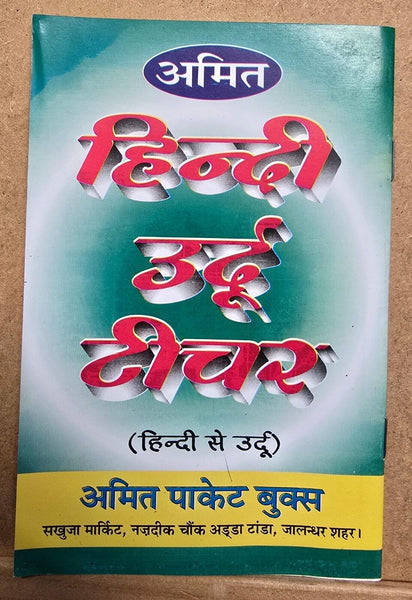 अमित
हिन्दी
उर्दू
टीचर
(हिन्दी से उर्दू)
अमित पाकेट बुक्स
सखुजा मार्किट, नज़दीक चौंक अड्डा टांडा, जालन्धर शहर।